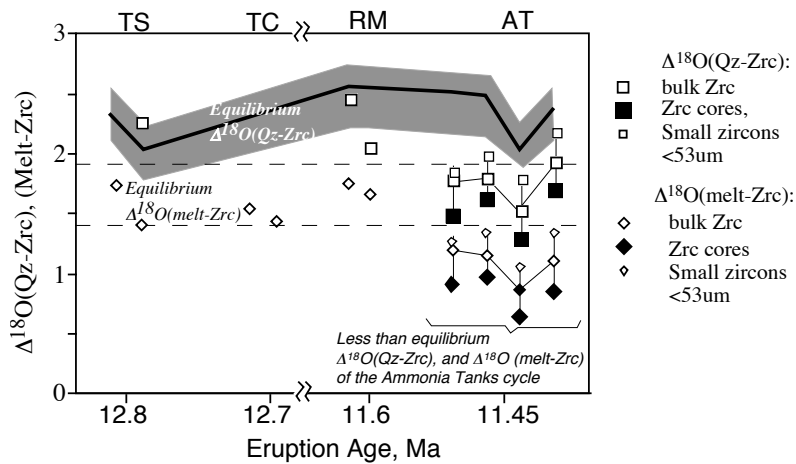 TS TC RM AT
3
2
1
0
Δ¹⁸O(Qz-Zrc), (Melt-Zrc)
Equilibrium
Δ¹⁸O(Qz-Zrc)
Equilibrium
Δ¹⁸O(melt-Zrc)
Less than equilibrium
Δ¹⁸O(Qz-Zrc), and Δ¹⁸O (melt-Zrc)
of the Ammonia Tanks cycle
12.8 12.7 11.6 11.45
Eruption Age, Ma
Δ¹⁸O(Qz-Zrc):
bulk Zrc
Zrc cores,
Small zircons
<53um
Δ¹⁸O(melt-Zrc):
bulk Zrc
Zrc cores
Small zircons
<53um